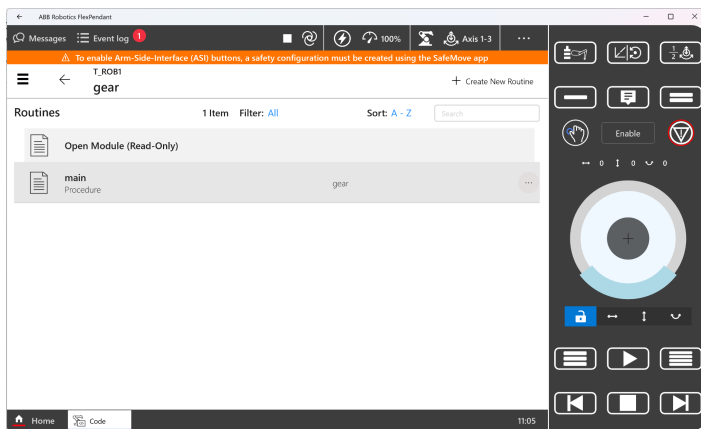 ABB Robotics FlexPendant
Messages Event log 1 100% Axis 1-3 ...
To enable Arm-Side-Interface (ASI) buttons, a safety configuration must be created using the SafeMove app
T_ROB1
gear
+ Create New Routine
Routines 1 Item Filter: All Sort: A - Z Search
Open Module (Read-Only)
main
Procedure gear ...
Home Code 11:05
1
2
Enable
0 0 0